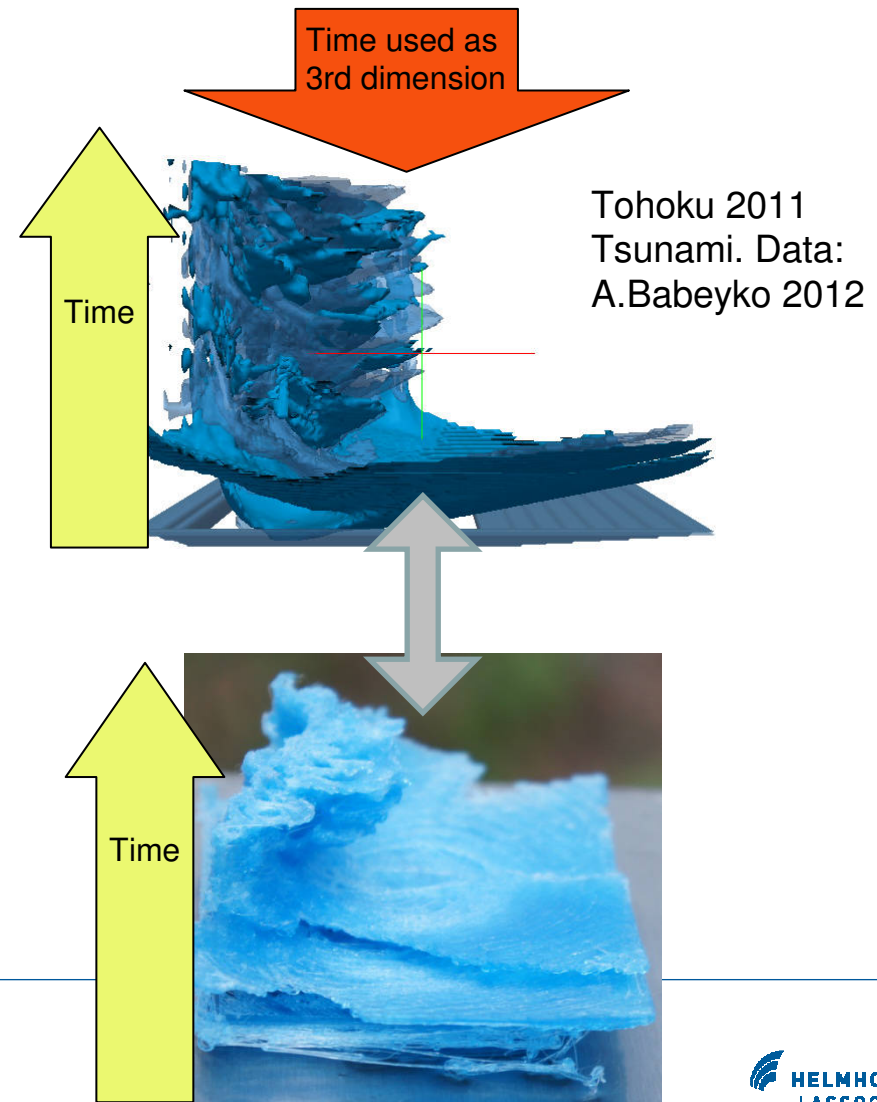 Time used as
3rd dimension
Tohoku 2011
Tsunami. Data:
A.Babeyko 2012
Time
Time